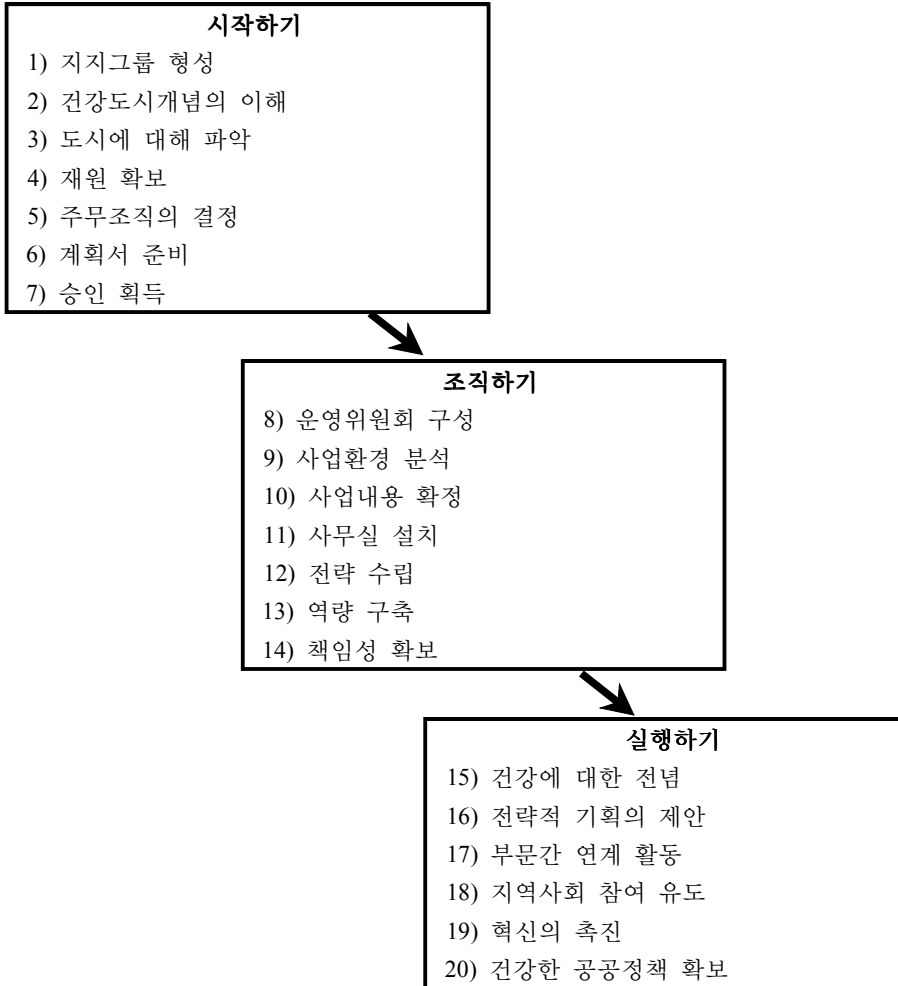 시작하기
1) 지지그룹 형성
2) 건강도시개념의 이해
3) 도시에 대해 파악
4) 재원 확보
5) 주무조직의 결정
6) 계획서 준비
7) 승인 획득
조직하기
8) 운영위원회 구성
9) 사업환경 분석
10) 사업내용 확정
11) 사무실 설치
12) 전략 수립
13) 역량 구축
14) 책임성 확보
실행하기
15) 건강에 대한 전념
16) 전략적 기획의 제안
17) 부문간 연계 활동
18) 지역사회 참여 유도
19) 혁신의 촉진
20) 건강한 공공정책 확보